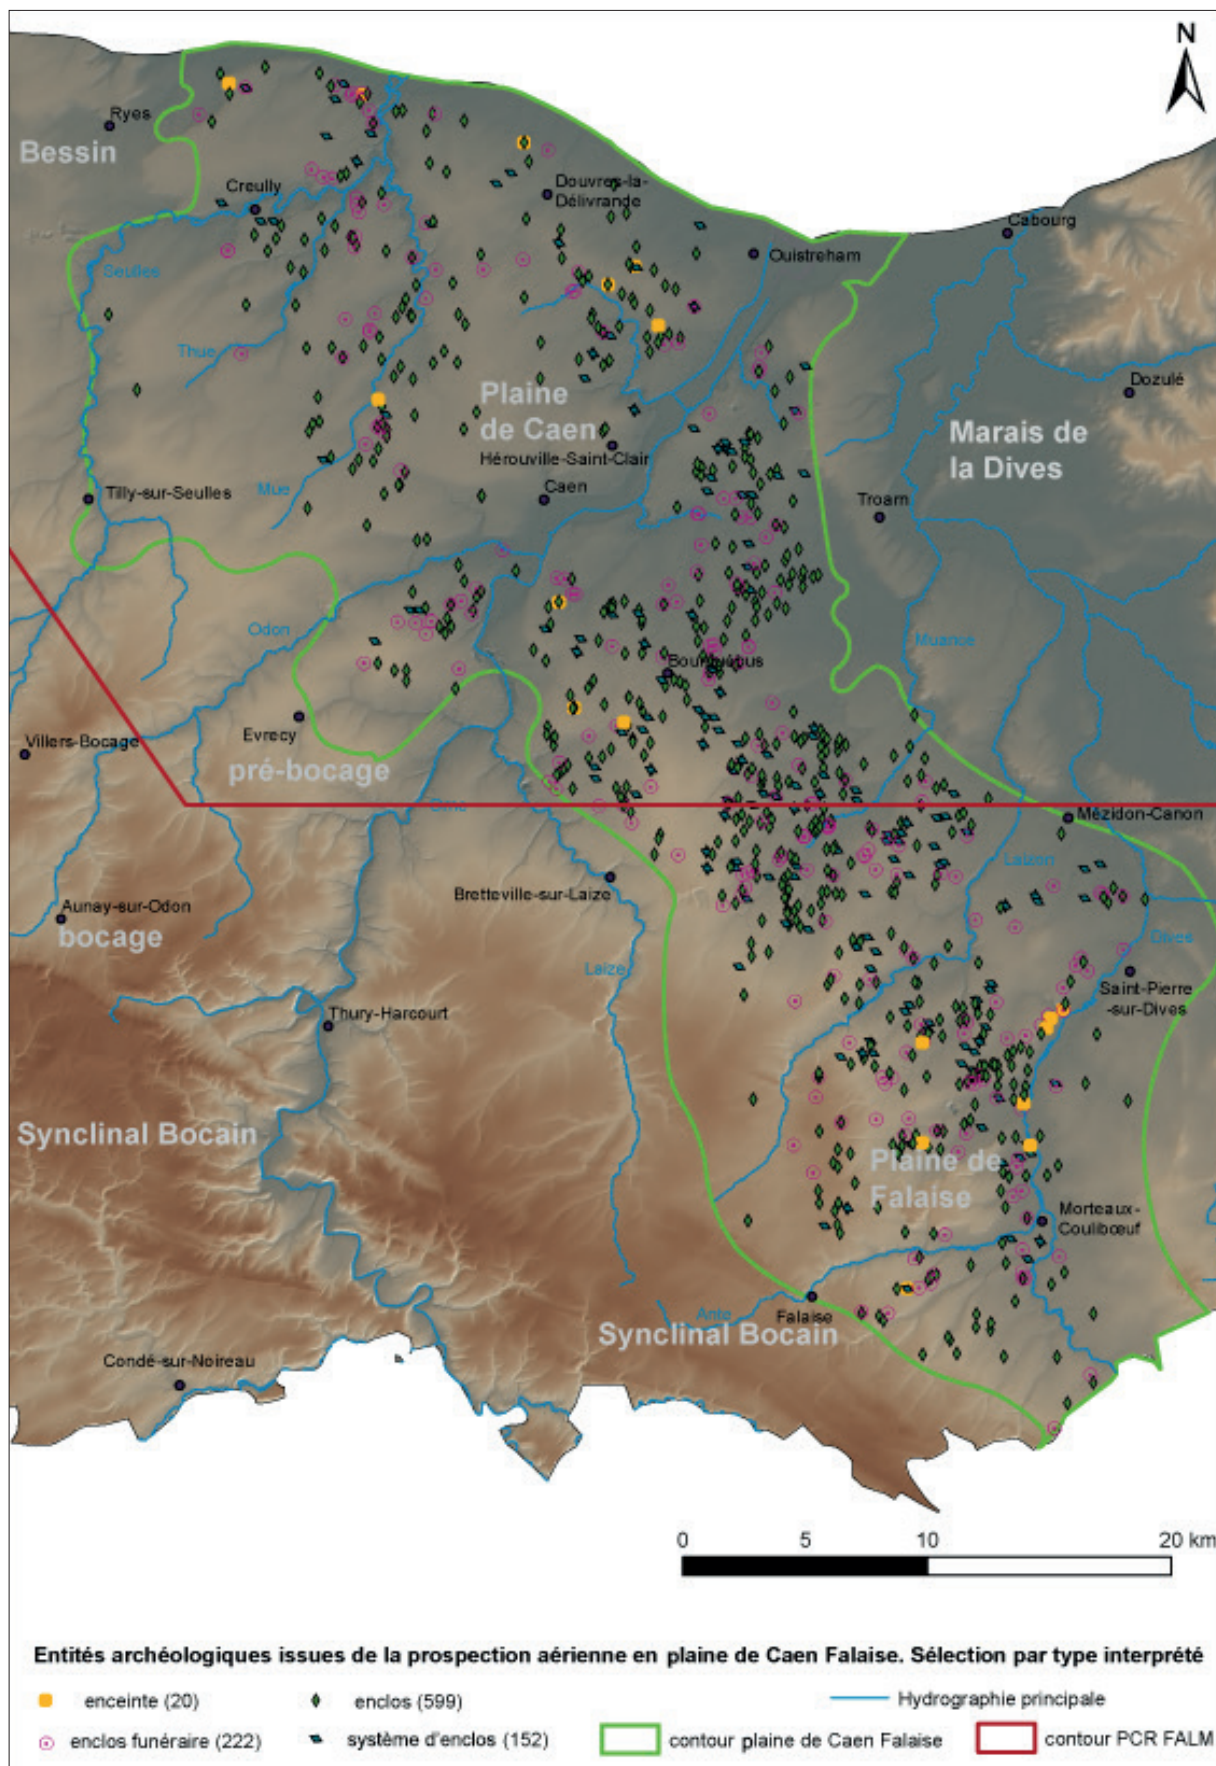 N
Ryes
Bessin
Creully
Douvres-la-
Délivrande
Cabourg
Ouistreham
Seulles
Thue
Dozulé
Plaine
de Caen
Marais de
la Dives
Hérouville-Saint-Clair
Tilly-sur-Seulles
Mue
Caen
Troarn
Odon
Muance
Bourguébus
Evrecy
Villers-Bocage
pré-bocage
Orne
Mézidon-Canon
Laizon
Bretteville-sur-Laize
Aunay-sur-Odon
bocage
Dives
Laize
Saint-Pierre
-sur-Dives
Thury-Harcourt
Synclinal Bocain
Plaine de
Falaise
Morteaux-
Coulibœuf
Ante
Falaise
Synclinal Bocain
Condé-sur-Noireau
0 5 10 20 km
Entités archéologiques issues de la prospection aérienne en plaine de Caen Falaise. Sélection par type interprété
enceinte (20) enclos (599) Hydrographie principale
enclos funéraire (222) système d'enclos (152) contour plaine de Caen Falaise contour PCR FALM